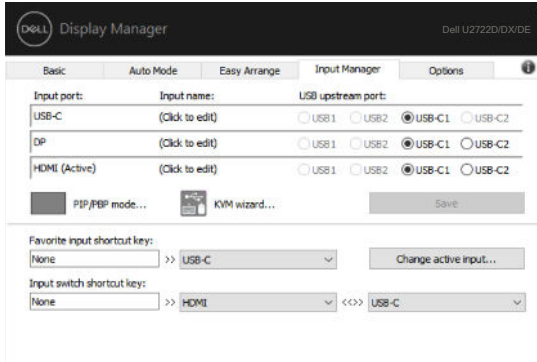 DELL Display Manager
Dell U2722D/DX/DE
Basic Auto Mode Easy Arrange Input Manager Options
Input port: Input name: USB upstream port:
USB-C (Click to edit) USB1 USB2 USB-C1 USB-C2
DP (Click to edit) USB1 USB2 USB-C1 USB-C2
HDMI (Active) (Click to edit) USB1 USB2 USB-C1 USB-C2
PIP/PBP mode... KVM wizard... Save
Favorite input shortcut key:
None >> USB-C Change active input...
Input switch shortcut key:
None >> HDMI <<>> USB-C